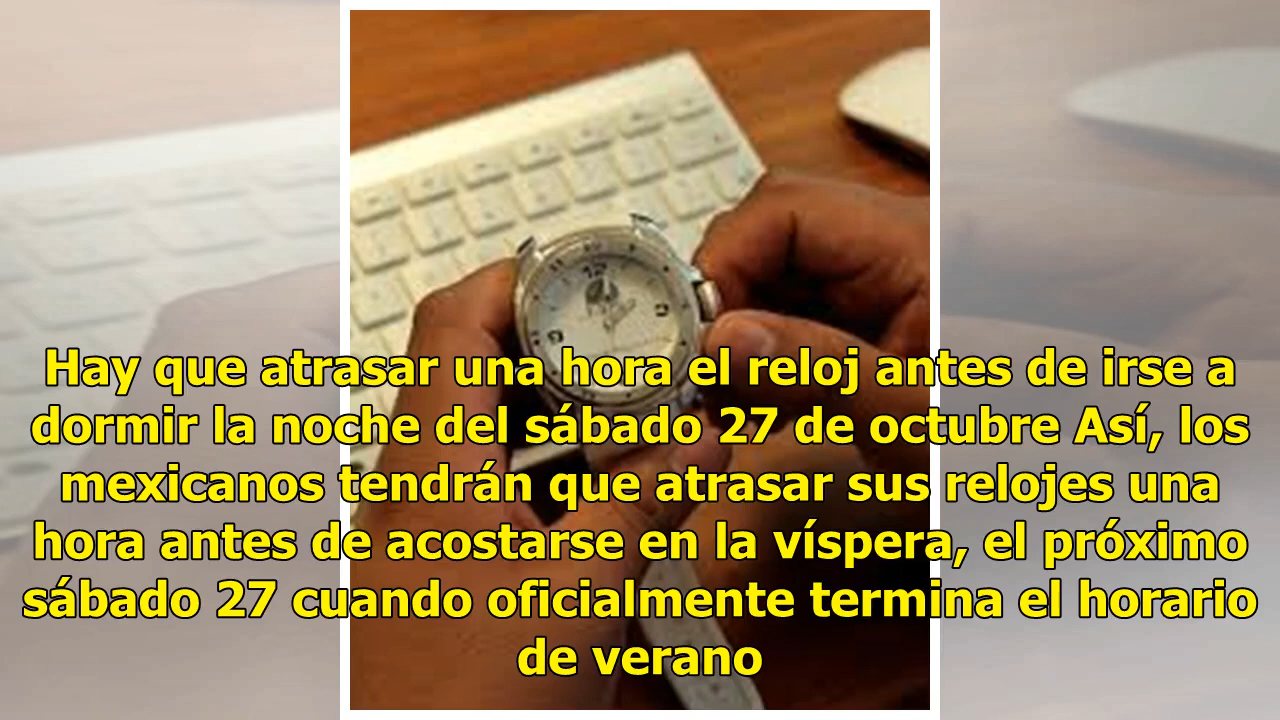 Hay que atrasar una hora el reloj antes de irse a
dormir la noche del sábado 27 de octubre Así, los
mexicanos tendrán que atrasar sus relojes una
hora antes de acostarse en la víspera, el próximo
sábado 27 cuando oficialmente termina el horario
de verano
12